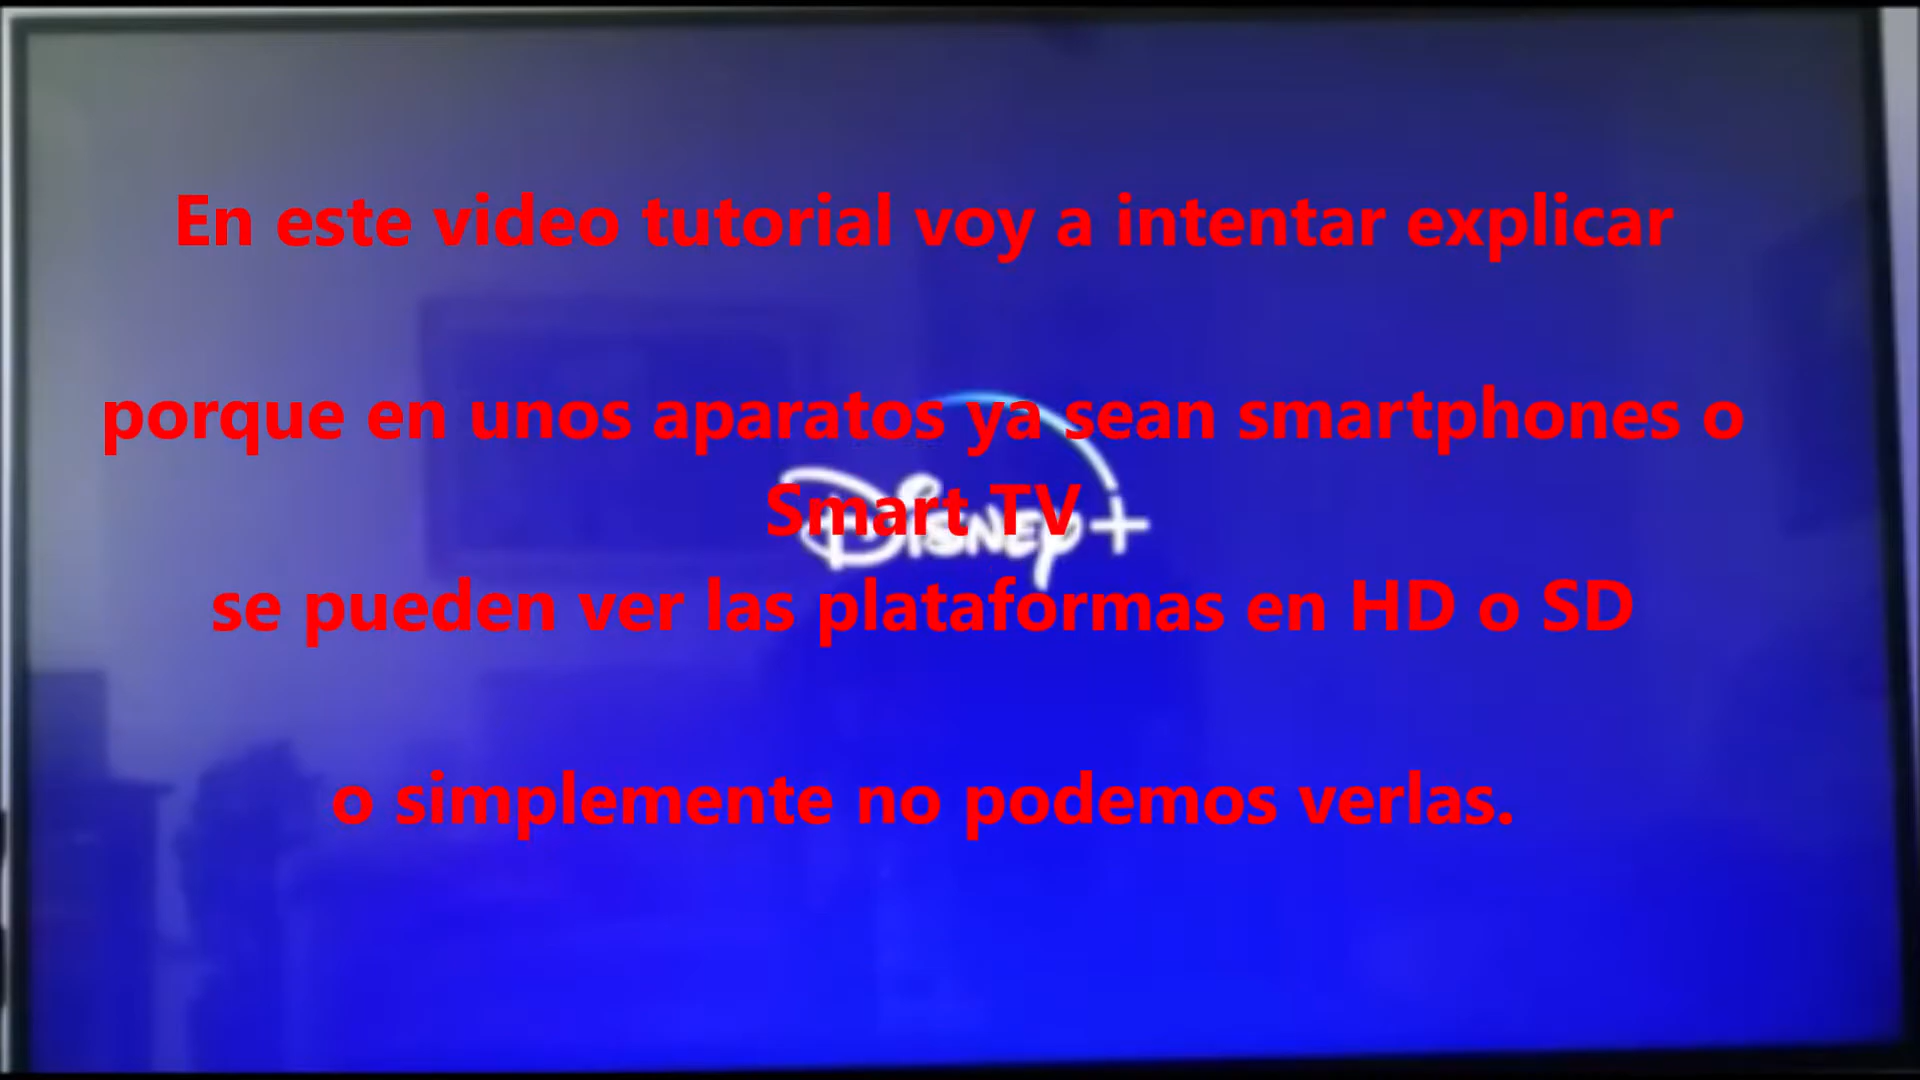 En este video tutorial voy a intentar explicar
porque en unos aparatos ya sean smartphones o
Smart TV
Disney+
se pueden ver las plataformas en HD o SD
o simplemente no podemos verlas.